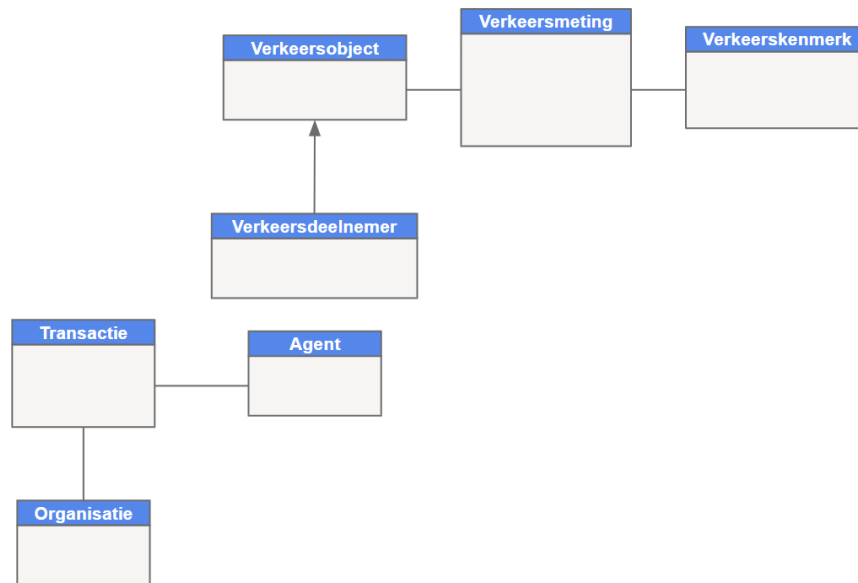 Verkeersobject
Verkeersmeting
Verkeerskenmerk
Verkeersdeelnemer
Transactie
Agent
Organisatie